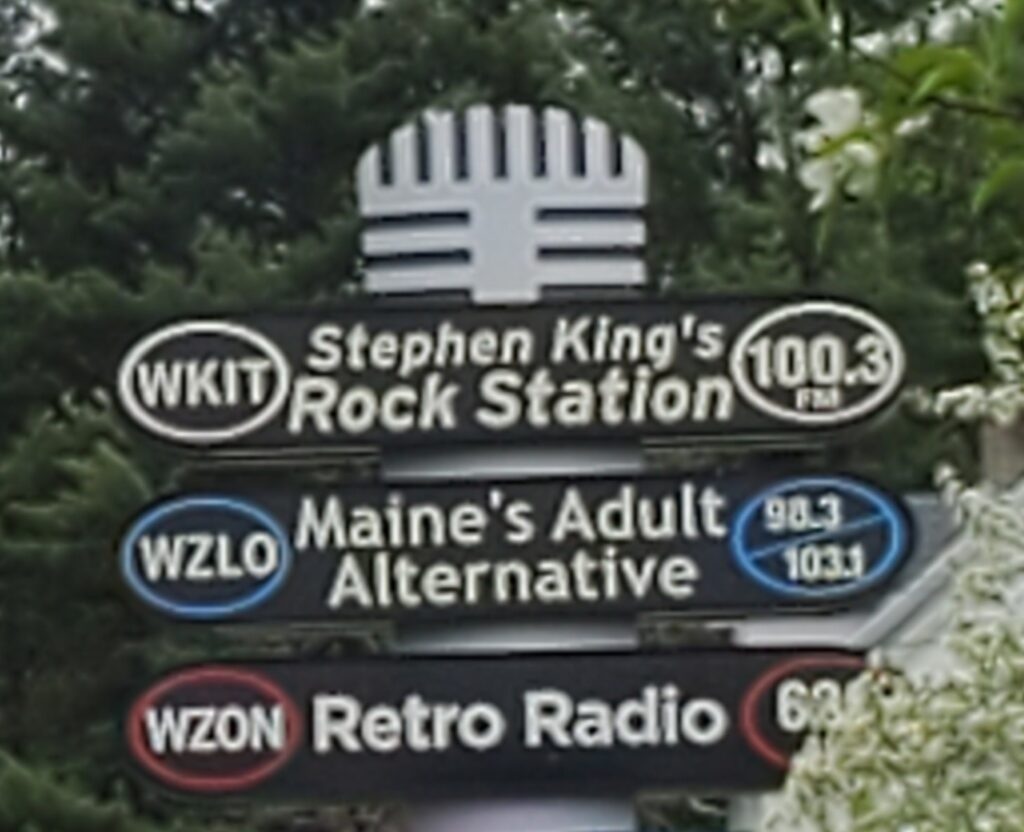 WKIT Stephen King's Rock Station 100.3 FM
WZLO Maine's Adult Alternative 98.3 103.1
WZON Retro Radio